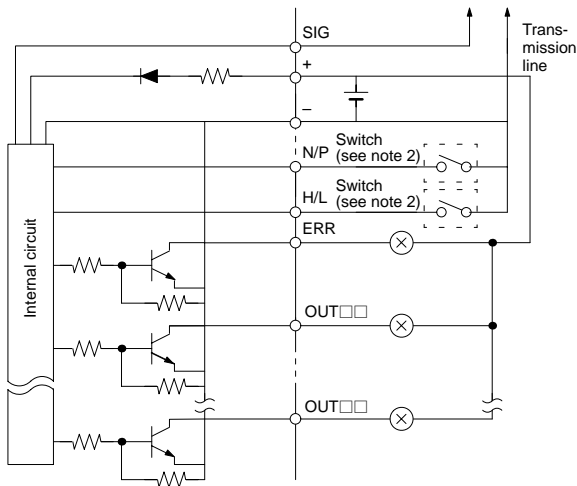 SIG
Trans-
mission
line
+
–
N/P
Switch
(see note 2)
H/L
Switch
(see note 2)
ERR
Internal circuit
OUT□□
OUT□□